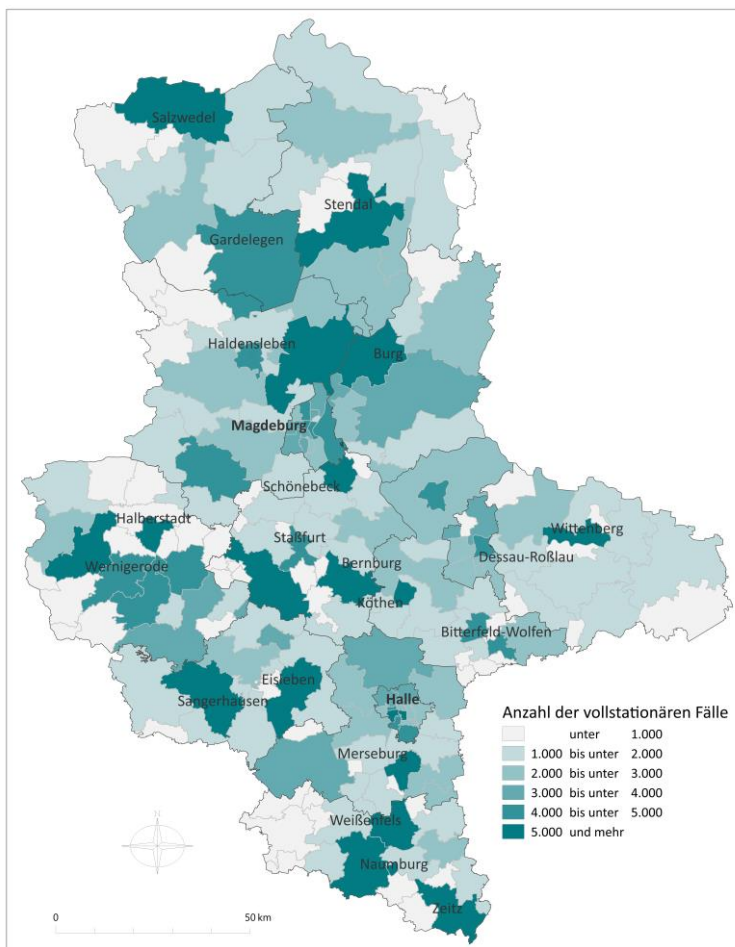 Salzwedel
Stendal
Gardelegen
Haldensleben
Burg
Magdeburg
Schönebeck
Halberstadt
Staßfurt
Wittenberg
Wernigerode
Bernburg
Dessau-Roßlau
Köthen
Bitterfeld-Wolfen
Eisleben
Sangerhausen
Halle
Merseburg
Weißenfels
Naumburg
Zeitz
Anzahl der vollstationären Fälle
unter 1.000
1.000 bis unter 2.000
2.000 bis unter 3.000
3.000 bis unter 4.000
4.000 bis unter 5.000
5.000 und mehr
0 50 km